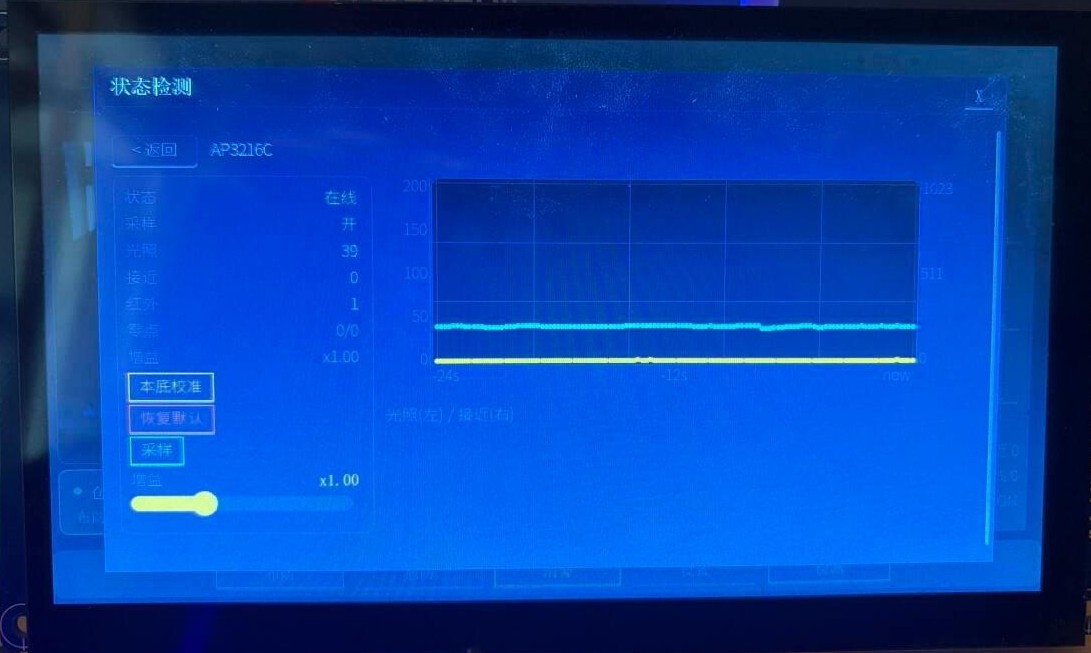 状态检测
X
< 返回 AP3216C
状态 在线
采样 开
光照 39
接近 0
红外 1
零点 0/0
增益 x1.00
本底校准
恢复默认
采样
增益 x1.00
200 1023
150
100 511
50
0 0
-24s -12s now
光照(左) / 接近(右)